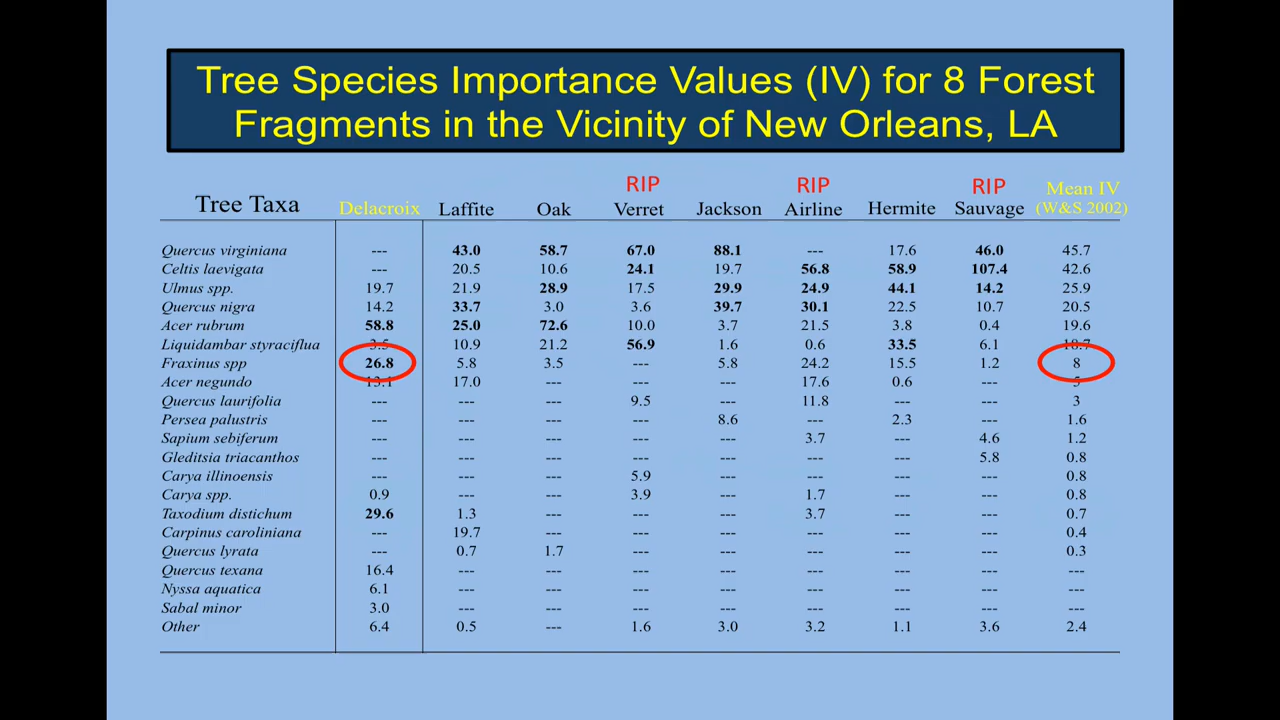 Tree Species Importance Values (IV) for 8 Forest
Fragments in the Vicinity of New Orleans, LA
RIP RIP RIP Mean IV
Tree Taxa Delacroix Laffite Oak Verret Jackson Airline Hermite Sauvage (W&S 2002)
Quercus virginiana --- 43.0 58.7 67.0 88.1 --- 17.6 46.0 45.7
Celtis laevigata --- 20.5 10.6 24.1 19.7 56.8 58.9 107.4 42.6
Ulmus spp. 19.7 21.9 28.9 17.5 29.9 24.9 44.1 14.2 25.9
Quercus nigra 14.2 33.7 3.0 3.6 39.7 30.1 22.5 10.7 20.5
Acer rubrum 58.8 25.0 72.6 10.0 3.7 21.5 3.8 0.4 19.6
Liquidambar styraciflua 3.5 10.9 21.2 56.9 1.6 0.6 33.5 6.1 18.7
Fraxinus spp 26.8 5.8 3.5 --- 5.8 24.2 15.5 1.2 8
Acer negundo 13.1 17.0 --- --- --- 17.6 0.6 --- 5
Quercus laurifolia --- --- --- 9.5 --- 11.8 --- --- 3
Persea palustris --- --- --- --- 8.6 --- 2.3 --- 1.6
Sapium sebiferum --- --- --- --- --- 3.7 --- 4.6 1.2
Gleditsia triacanthos --- --- --- --- --- --- --- 5.8 0.8
Carya illinoensis --- --- --- 5.9 --- --- --- --- 0.8
Carya spp. 0.9 --- --- 3.9 --- 1.7 --- --- 0.8
Taxodium distichum 29.6 1.3 --- --- --- 3.7 --- --- 0.7
Carpinus caroliniana --- 19.7 --- --- --- --- --- --- 0.4
Quercus lyrata --- 0.7 1.7 --- --- --- --- --- 0.3
Quercus texana 16.4 --- --- --- --- --- --- --- ---
Nyssa aquatica 6.1 --- --- --- --- --- --- --- ---
Sabal minor 3.0 --- --- --- --- --- --- --- ---
Other 6.4 0.5 --- 1.6 3.0 3.2 1.1 3.6 2.4